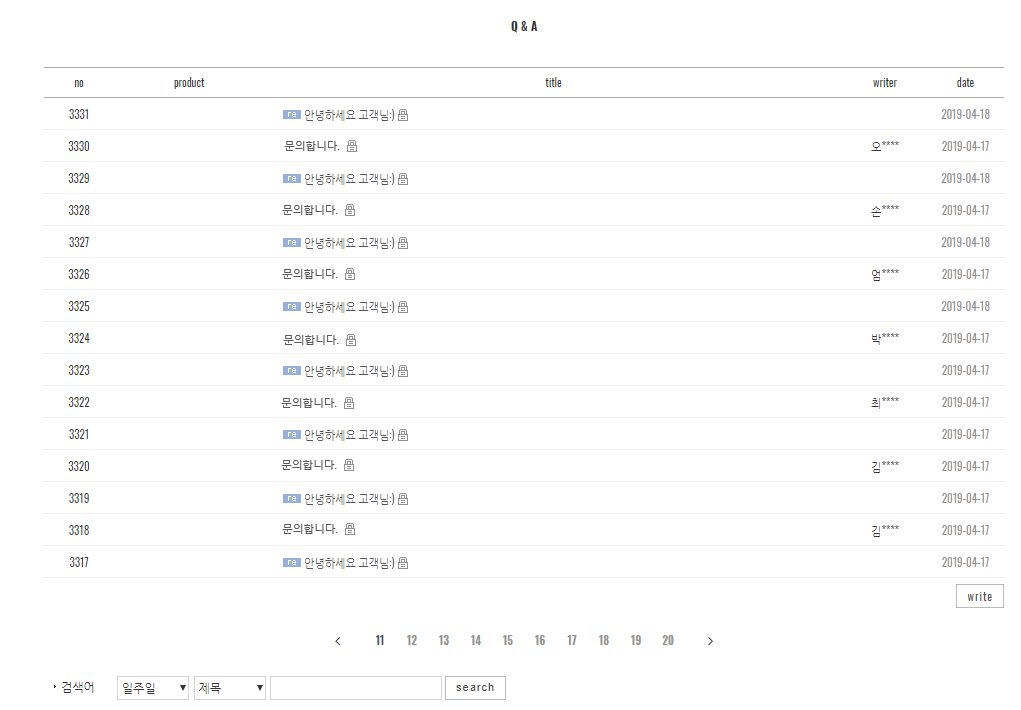 Q & A
no product title writer date
3331 re 안녕하세요 고객님:) 2019-04-18
3330 문의합니다. 오**** 2019-04-17
3329 re 안녕하세요 고객님:) 2019-04-18
3328 문의합니다. 손**** 2019-04-17
3327 re 안녕하세요 고객님:) 2019-04-18
3326 문의합니다. 엄**** 2019-04-17
3325 re 안녕하세요 고객님:) 2019-04-18
3324 문의합니다. 박**** 2019-04-17
3323 re 안녕하세요 고객님:) 2019-04-17
3322 문의합니다. 최**** 2019-04-17
3321 re 안녕하세요 고객님:) 2019-04-17
3320 문의합니다. 김**** 2019-04-17
3319 re 안녕하세요 고객님:) 2019-04-17
3318 문의합니다. 김**** 2019-04-17
3317 re 안녕하세요 고객님:) 2019-04-17
write
< 11 12 13 14 15 16 17 18 19 20 >
검색어 일주일 제목 search